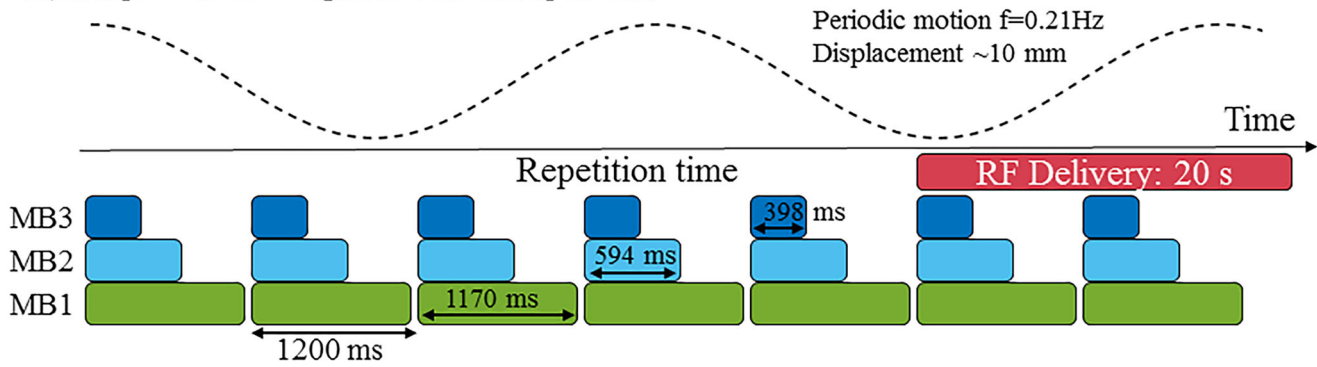 Periodic motion f=0.21Hz
Displacement ~10 mm
Time
Repetition time
RF Delivery: 20 s
MB3
398 ms
MB2
594 ms
MB1
1170 ms
1200 ms